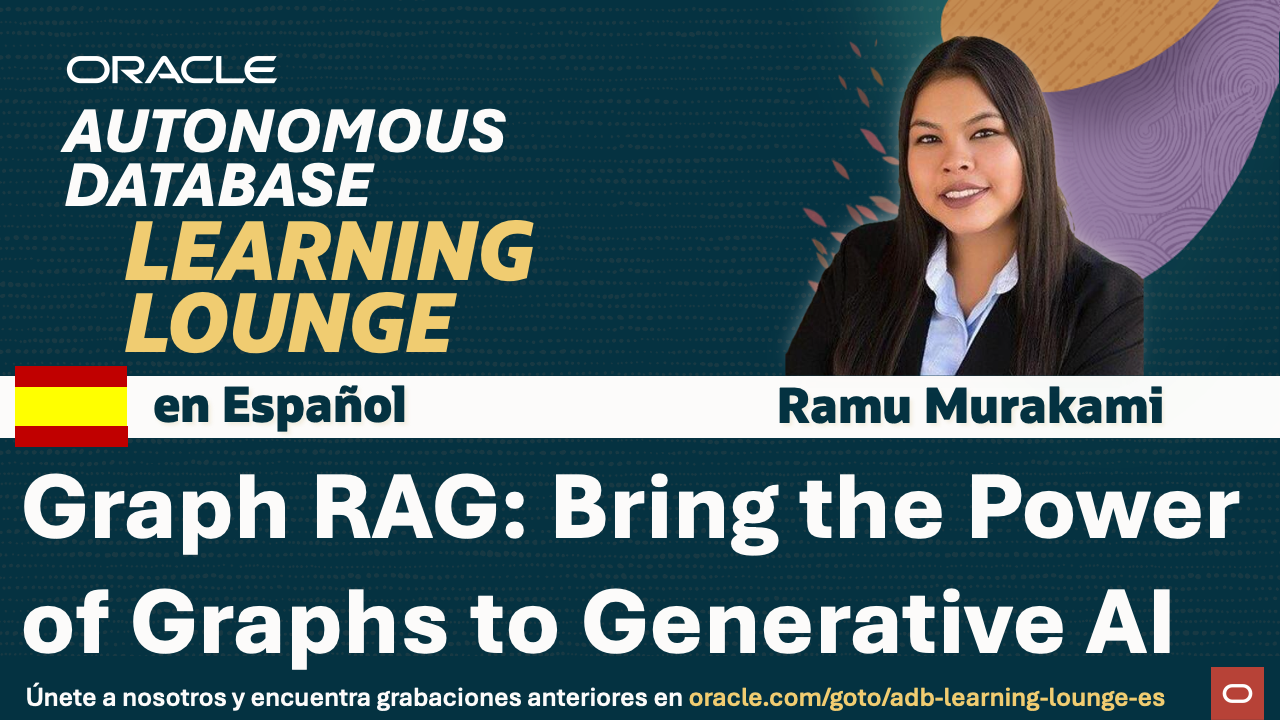 ORACLE
AUTONOMOUS
DATABASE
LEARNING
LOUNGE
en Español
Ramu Murakami
Graph RAG: Bring the Power
of Graphs to Generative AI
Únete a nosotros y encuentra grabaciones anteriores en oracle.com/goto/adb-learning-lounge-es